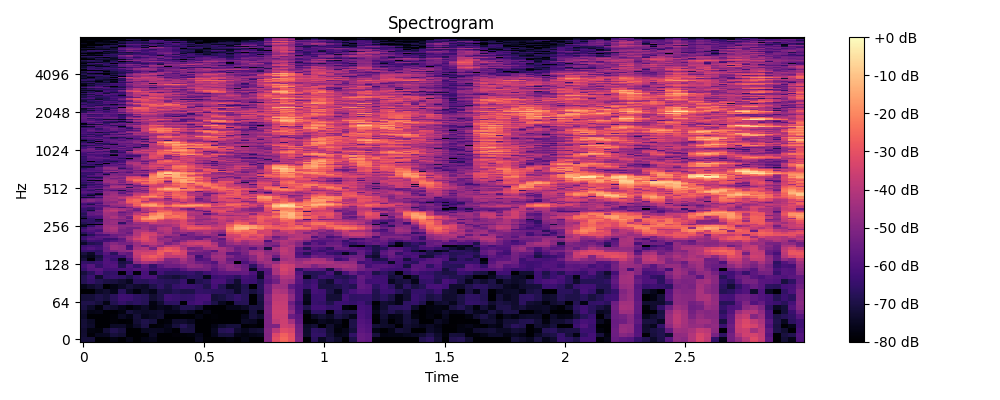 Spectrogram
4096
2048
1024
512
256
128
64
0
Hz
0
0.5
1
1.5
2
2.5
Time
+0 dB
-10 dB
-20 dB
-30 dB
-40 dB
-50 dB
-60 dB
-70 dB
-80 dB